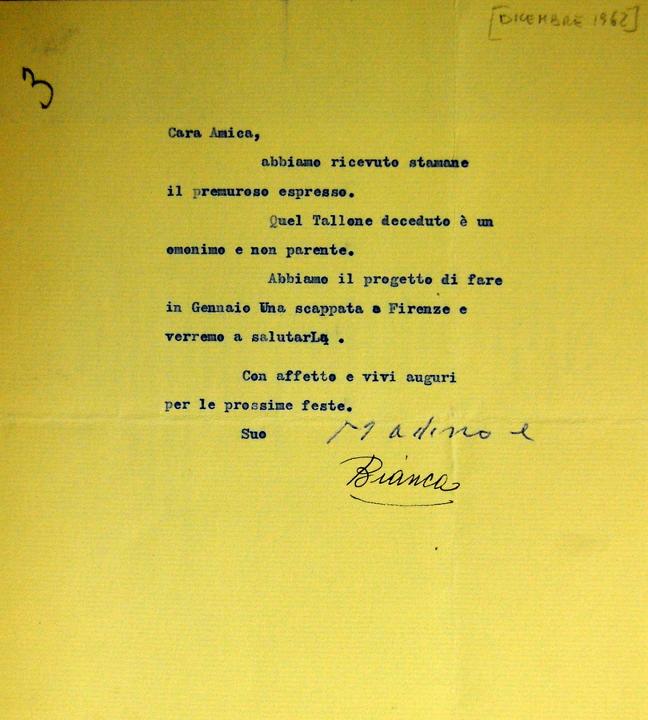 [DICEMBRE 1962]
3
Cara Amica,
abbiamo ricevuto stamane
il premuroso espresso.
Quel Tallone deceduto è un
omonimo e non parente.
Abbiamo il progetto di fare
in Gennaio Una scappata a Firenze e
verremo a salutarLa .
Con affetto e vivi auguri
per le prossime feste.
Suo Madino e
Bianca